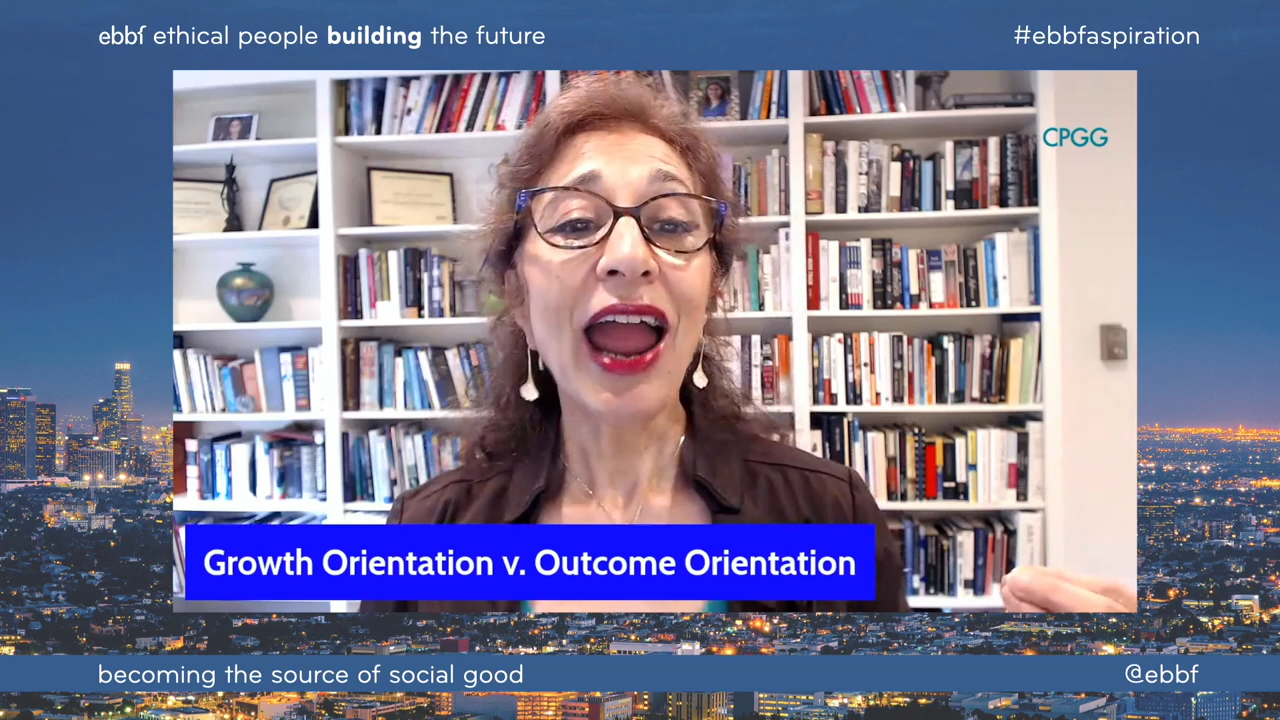 ebbf ethical people building the future
#ebbfaspiration
CPGG
Growth Orientation v. Outcome Orientation
becoming the source of social good
@ebbf